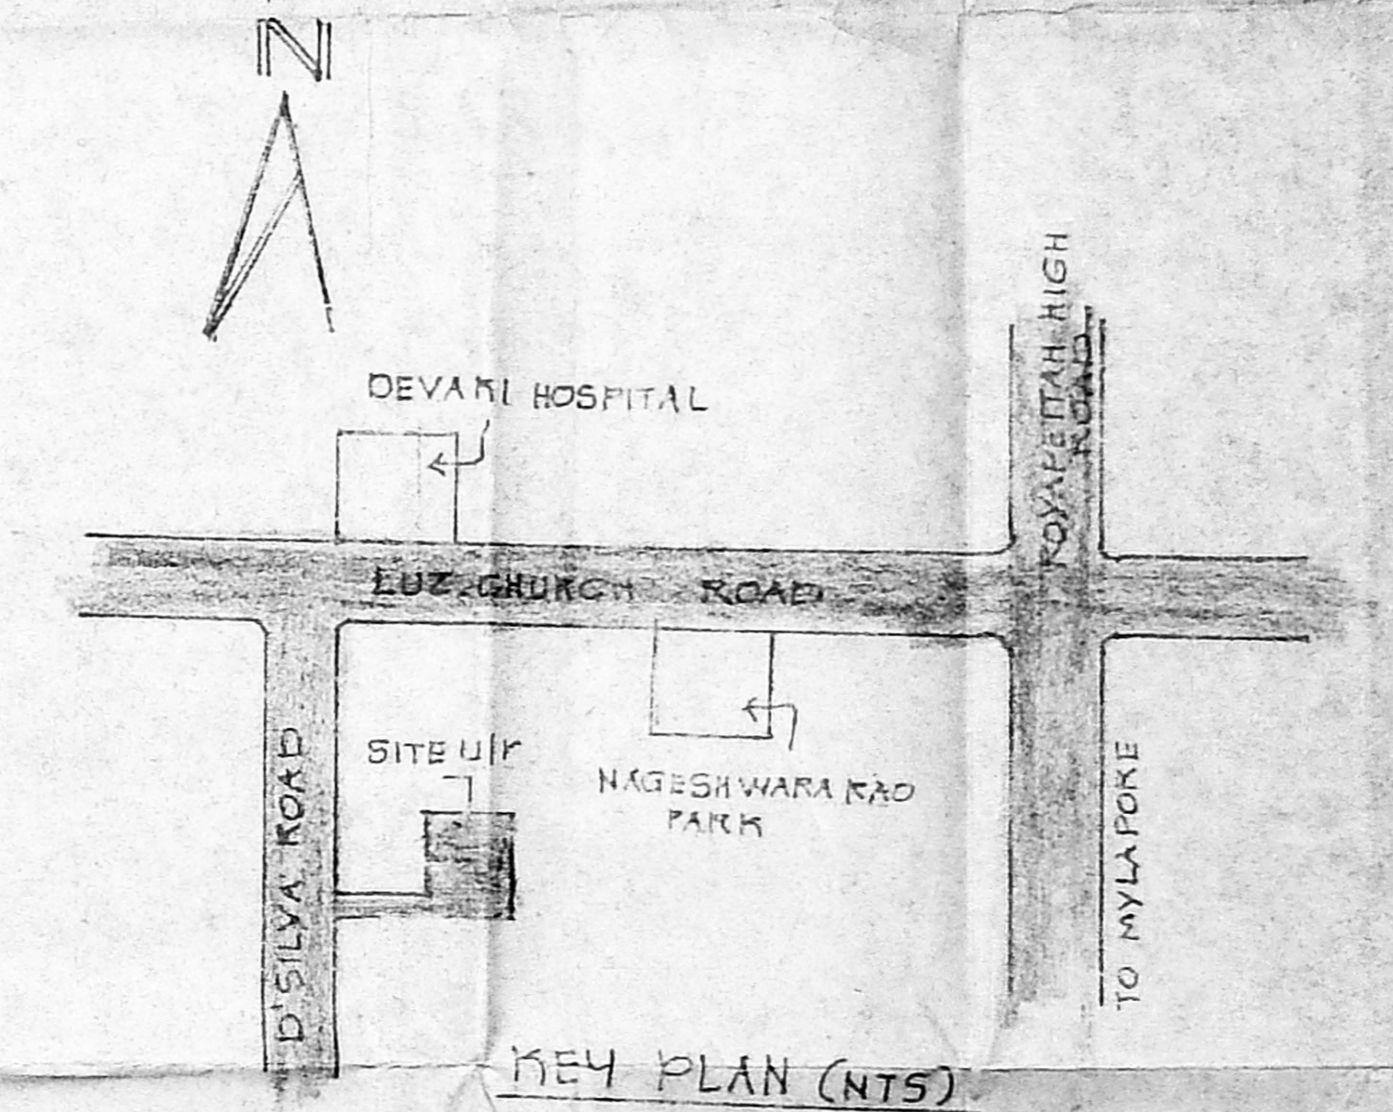 N
DEVAKI HOSPITAL
ROYAPETTAH HIGH
ROAD
LUZ CHURCH ROAD
SITE U/R
NAGESHWARA RAO
PARK
D'SILVA ROAD
TO MYLAPORE
KEY PLAN (NTS)